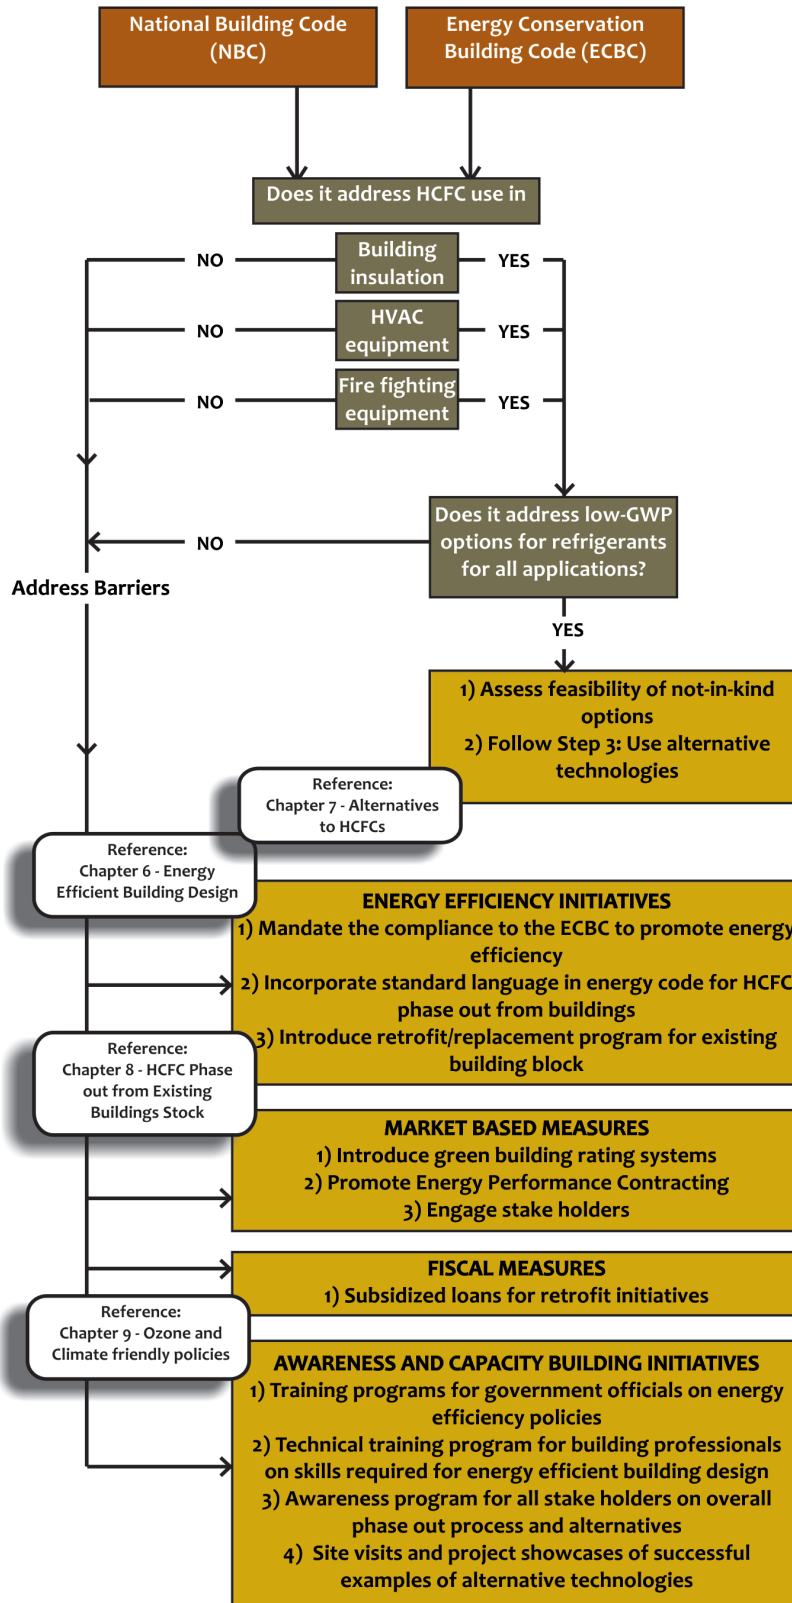 National Building Code
(NBC)
Energy Conservation
Building Code (ECBC)
Does it address HCFC use in
Building
insulation
NO
YES
HVAC
equipment
NO
YES
Fire fighting
equipment
NO
YES
Does it address low-GWP
options for refrigerants
for all applications?
NO
Address Barriers
YES
1) Assess feasibility of not-in-kind
options
2) Follow Step 3: Use alternative
technologies
Reference:
Chapter 7 - Alternatives
to HCFCs
Reference:
Chapter 6 - Energy
Efficient Building Design
ENERGY EFFICIENCY INITIATIVES
1) Mandate the compliance to the ECBC to promote energy
efficiency
2) Incorporate standard language in energy code for HCFC
phase out from buildings
3) Introduce retrofit/replacement program for existing
building block
Reference:
Chapter 8 - HCFC Phase
out from Existing
Buildings Stock
MARKET BASED MEASURES
1) Introduce green building rating systems
2) Promote Energy Performance Contracting
3) Engage stake holders
FISCAL MEASURES
1) Subsidized loans for retrofit initiatives
Reference:
Chapter 9 - Ozone and
Climate friendly policies
AWARENESS AND CAPACITY BUILDING INITIATIVES
1) Training programs for government officials on energy
efficiency policies
2) Technical training program for building professionals
on skills required for energy efficient building design
3) Awareness program for all stake holders on overall
phase out process and alternatives
4) Site visits and project showcases of successful
examples of alternative technologies